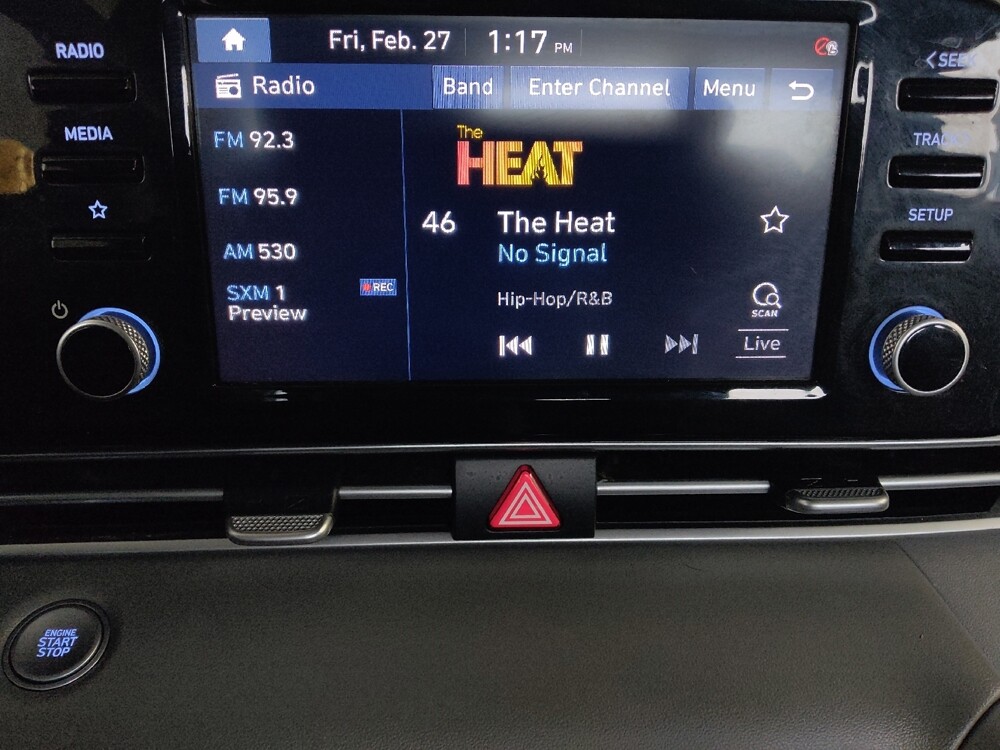 RADIO
MEDIA
Fri, Feb. 27 1:17 PM
Radio Band Enter Channel Menu
FM 92.3
FM 95.9
AM 530
SXM 1
Preview
REC
The
HEAT
46 The Heat
No Signal
Hip-Hop/R&B
SCAN
Live
SEEK
TRACK
SETUP
ENGINE
START
STOP